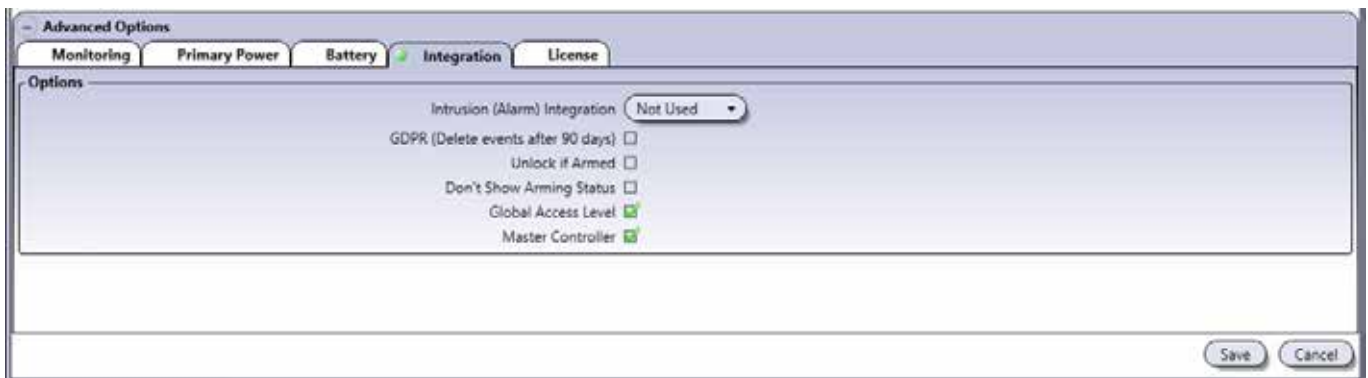 Advanced Options
Monitoring Primary Power Battery Integration License
Options
Intrusion (Alarm) Integration Not Used
GDPR (Delete events after 90 days)
Unlock if Armed
Don't Show Arming Status
Global Access Level
Master Controller
Save Cancel